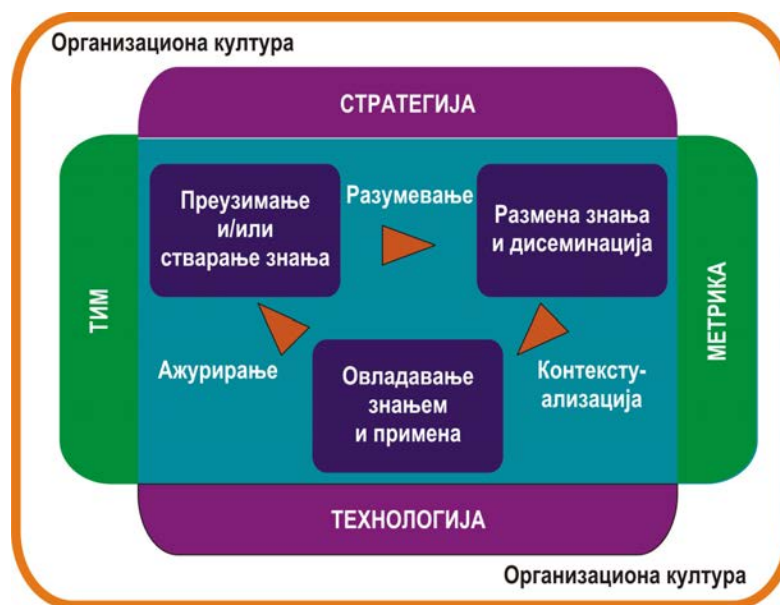 Организациона култура
СТРАТЕГИЈА
ТИМ
Преузимање
и/или
стварање знања
Разумевање
Размена знања
и дисеминација
МЕТРИКА
Ажурирање
Овладавање
знањем
и примена
Контексту-
ализација
ТЕХНОЛОГИЈА
Организациона култура